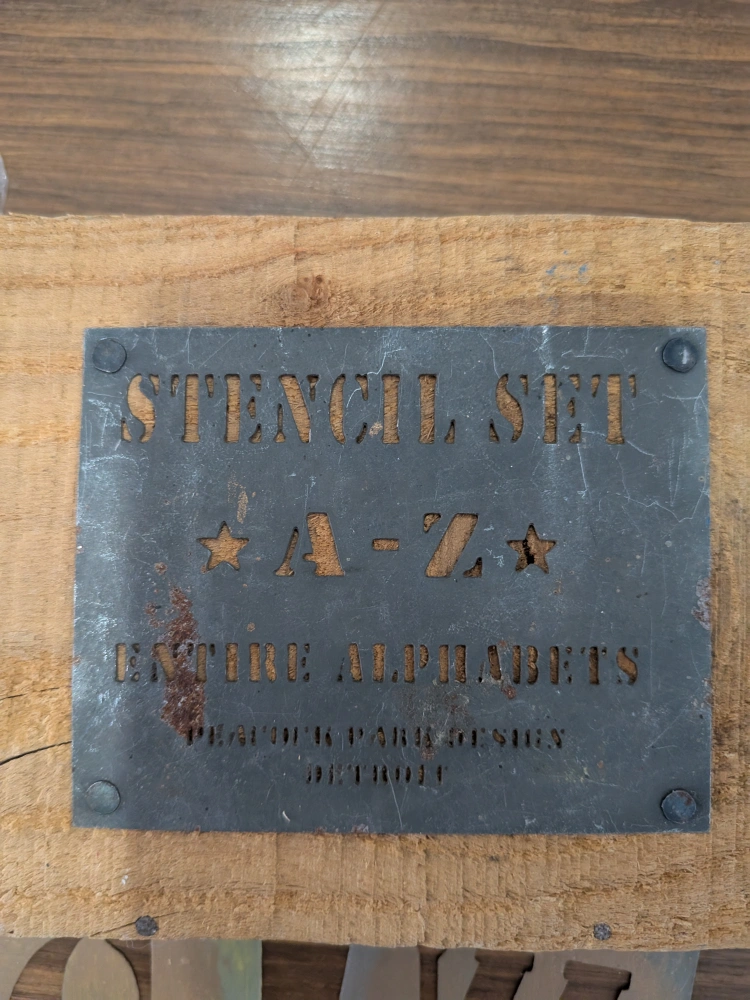 STENCIL SET
★ A - Z ★
ENTIRE ALPHABETS
PEACOCK PARK DESIGN
DETROIT